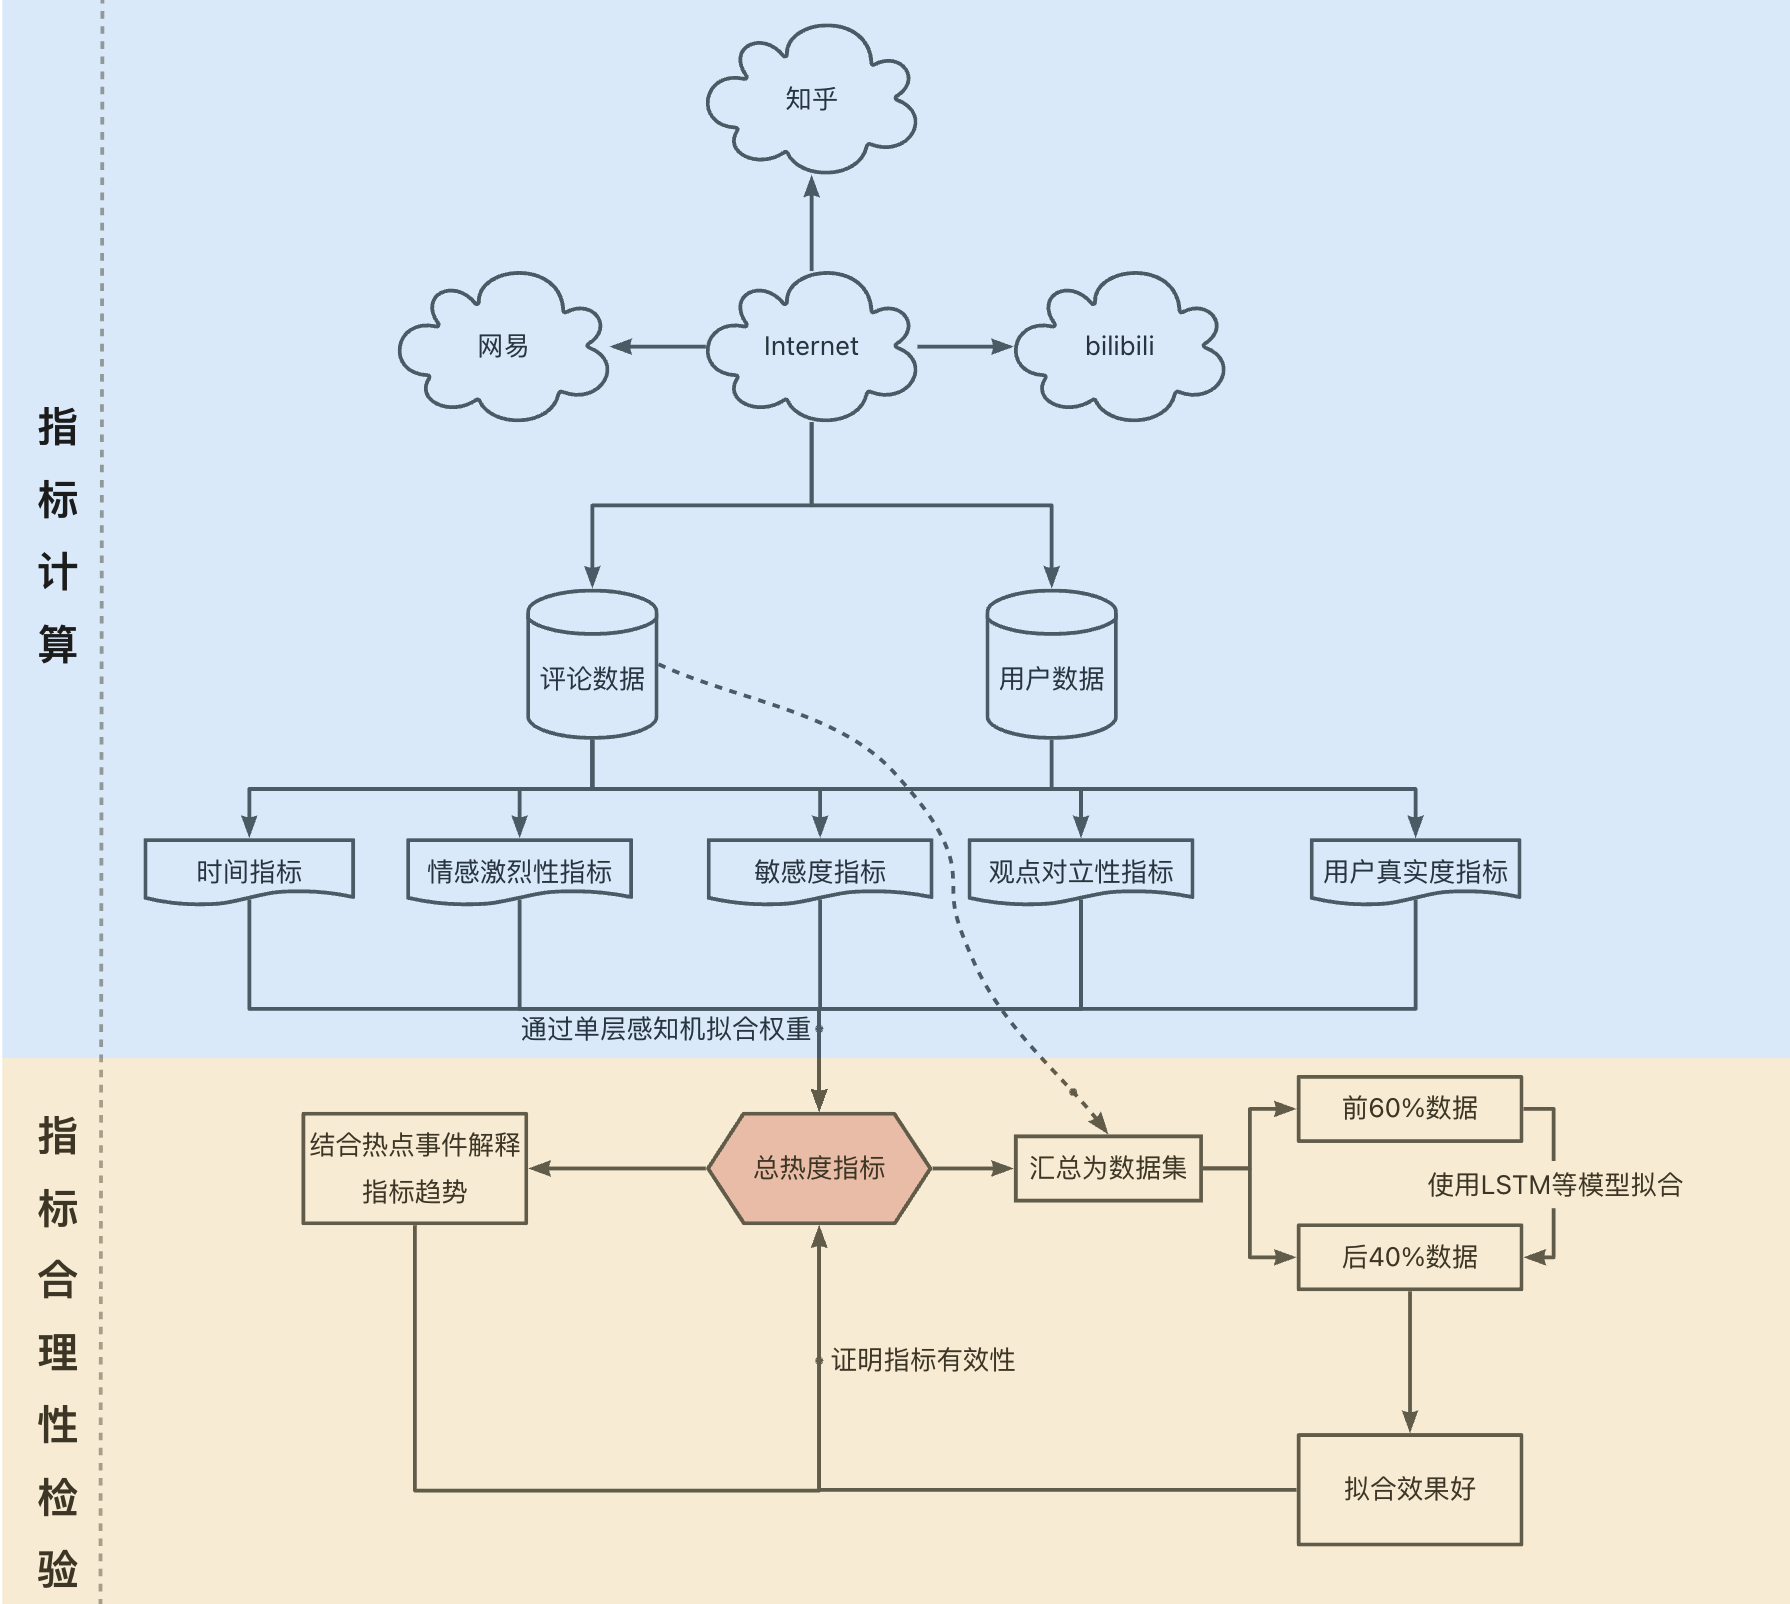 指标计算
知乎
网易
Internet
bilibili
评论数据
用户数据
时间指标
情感激烈性指标
敏感度指标
观点对立性指标
用户真实度指标
通过单层感知机拟合权重
指标合理性检验
结合热点事件解释
指标趋势
总热度指标
汇总为数据集
前60%数据
使用LSTM等模型拟合
后40%数据
证明指标有效性
拟合效果好